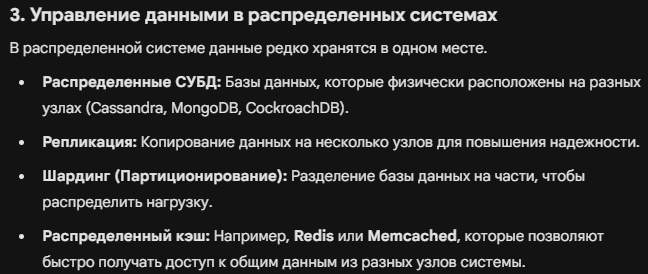 3. Управление данными в распределенных системах
В распределенной системе данные редко хранятся в одном месте.
• Распределенные СУБД: Базы данных, которые физически расположены на разных
узлах (Cassandra, MongoDB, CockroachDB).
• Репликация: Копирование данных на несколько узлов для повышения надежности.
• Шардинг (Партиционирование): Разделение базы данных на части, чтобы
распределить нагрузку.
• Распределенный кэш: Например, Redis или Memcached, которые позволяют
быстро получать доступ к общим данным из разных узлов системы.